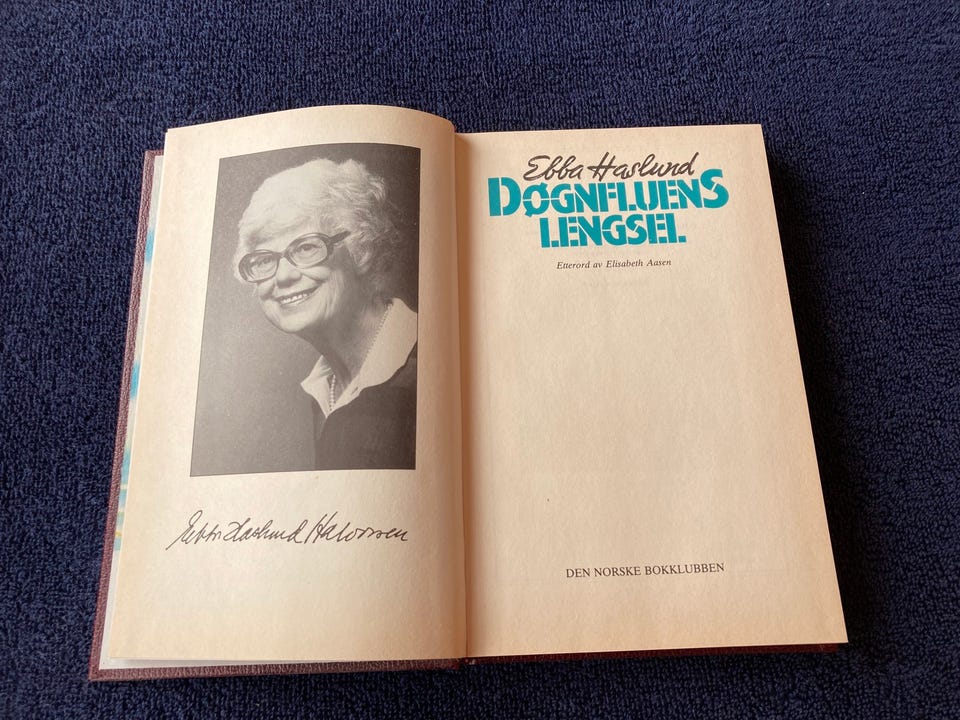 Ebba Haslund Halvorsen
Ebba Haslund
DØGNFLUENS
LENGSEL
Etterord av Elisabeth Aasen
DEN NORSKE BOKKLUBBEN